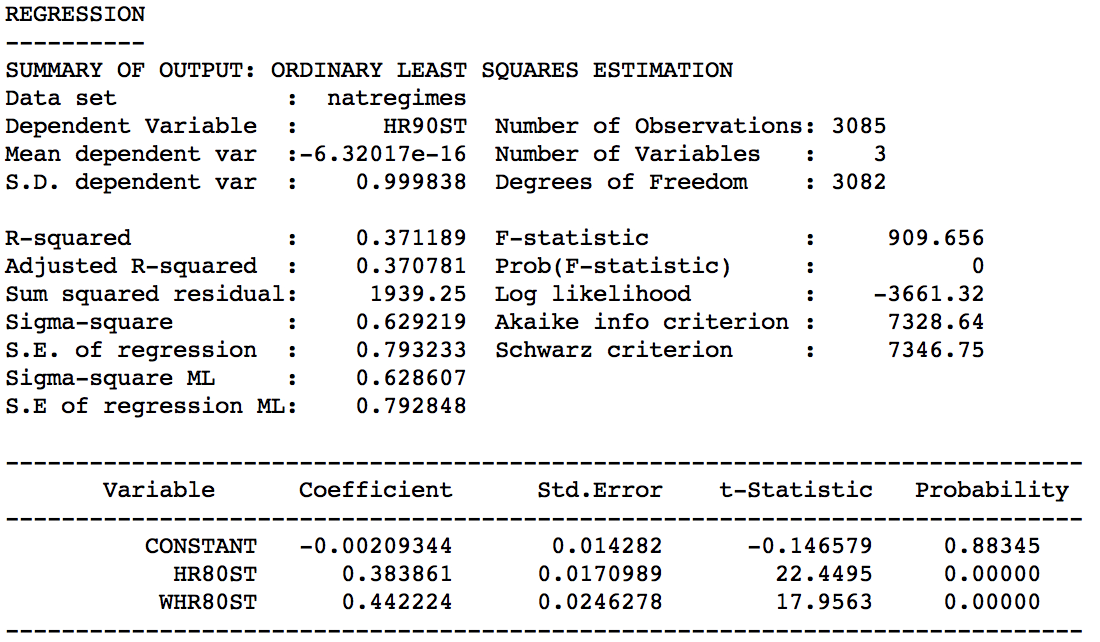 REGRESSION
----------
SUMMARY OF OUTPUT: ORDINARY LEAST SQUARES ESTIMATION
Data set            :  natregimes
Dependent Variable  :      HR90ST  Number of Observations: 3085
Mean dependent var  :-6.32017e-16  Number of Variables   :    3
S.D. dependent var  :    0.999838  Degrees of Freedom    : 3082

R-squared           :    0.371189  F-statistic           :     909.656
Adjusted R-squared  :    0.370781  Prob(F-statistic)     :           0
Sum squared residual:     1939.25  Log likelihood        :    -3661.32
Sigma-square        :    0.629219  Akaike info criterion :     7328.64
S.E. of regression  :    0.793233  Schwarz criterion     :     7346.75
Sigma-square ML     :    0.628607
S.E of regression ML:    0.792848

-----------------------------------------------------------------------------
       Variable      Coefficient      Std.Error    t-Statistic   Probability
-----------------------------------------------------------------------------
          CONSTANT   -0.00209344       0.014282      -0.146579     0.88345
            HR80ST      0.383861      0.0170989        22.4495     0.00000
           WHR80ST      0.442224      0.0246278        17.9563     0.00000
-----------------------------------------------------------------------------